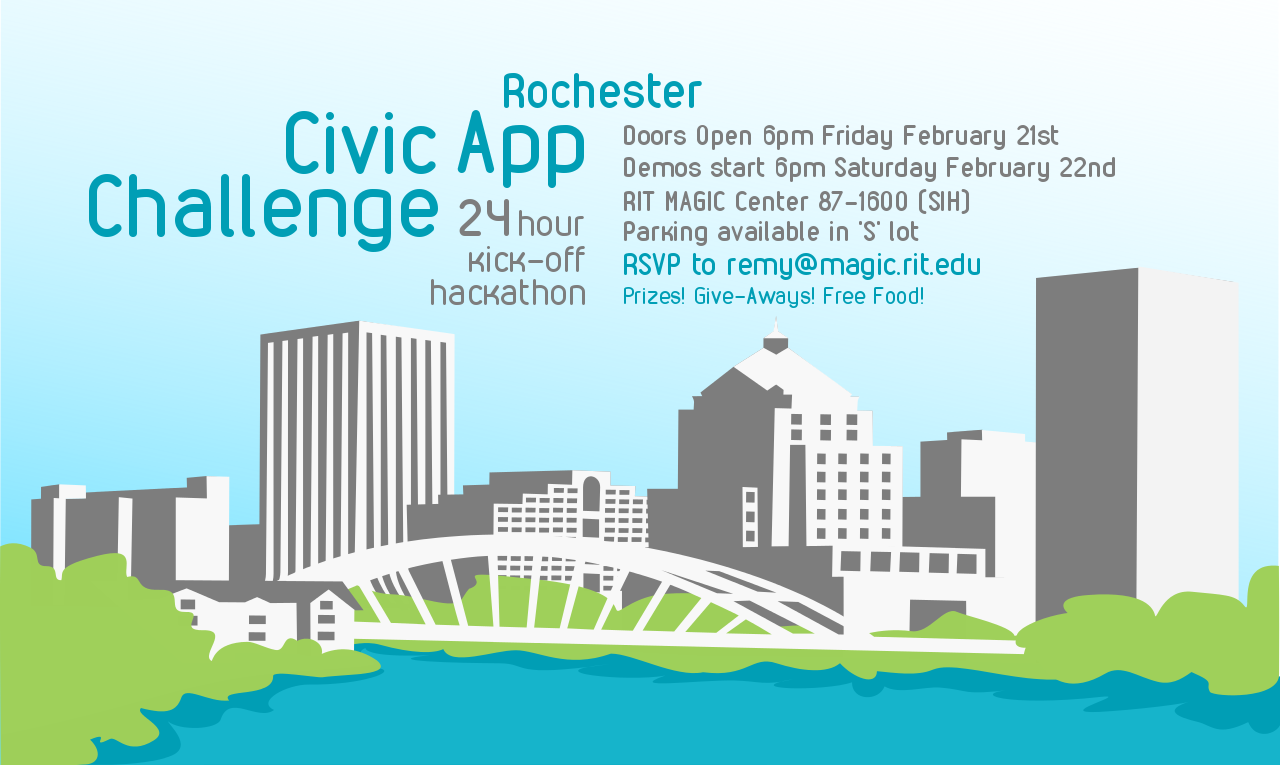 Rochester
Civic App
Challenge
24 hour
kick-off
hackathon
Doors Open 6pm Friday February 21st
Demos start 6pm Saturday February 22nd
RIT MAGIC Center 87-1600 (SIH)
Parking available in 'S' lot
RSVP to remy@magic.rit.edu
Prizes! Give-Aways! Free Food!